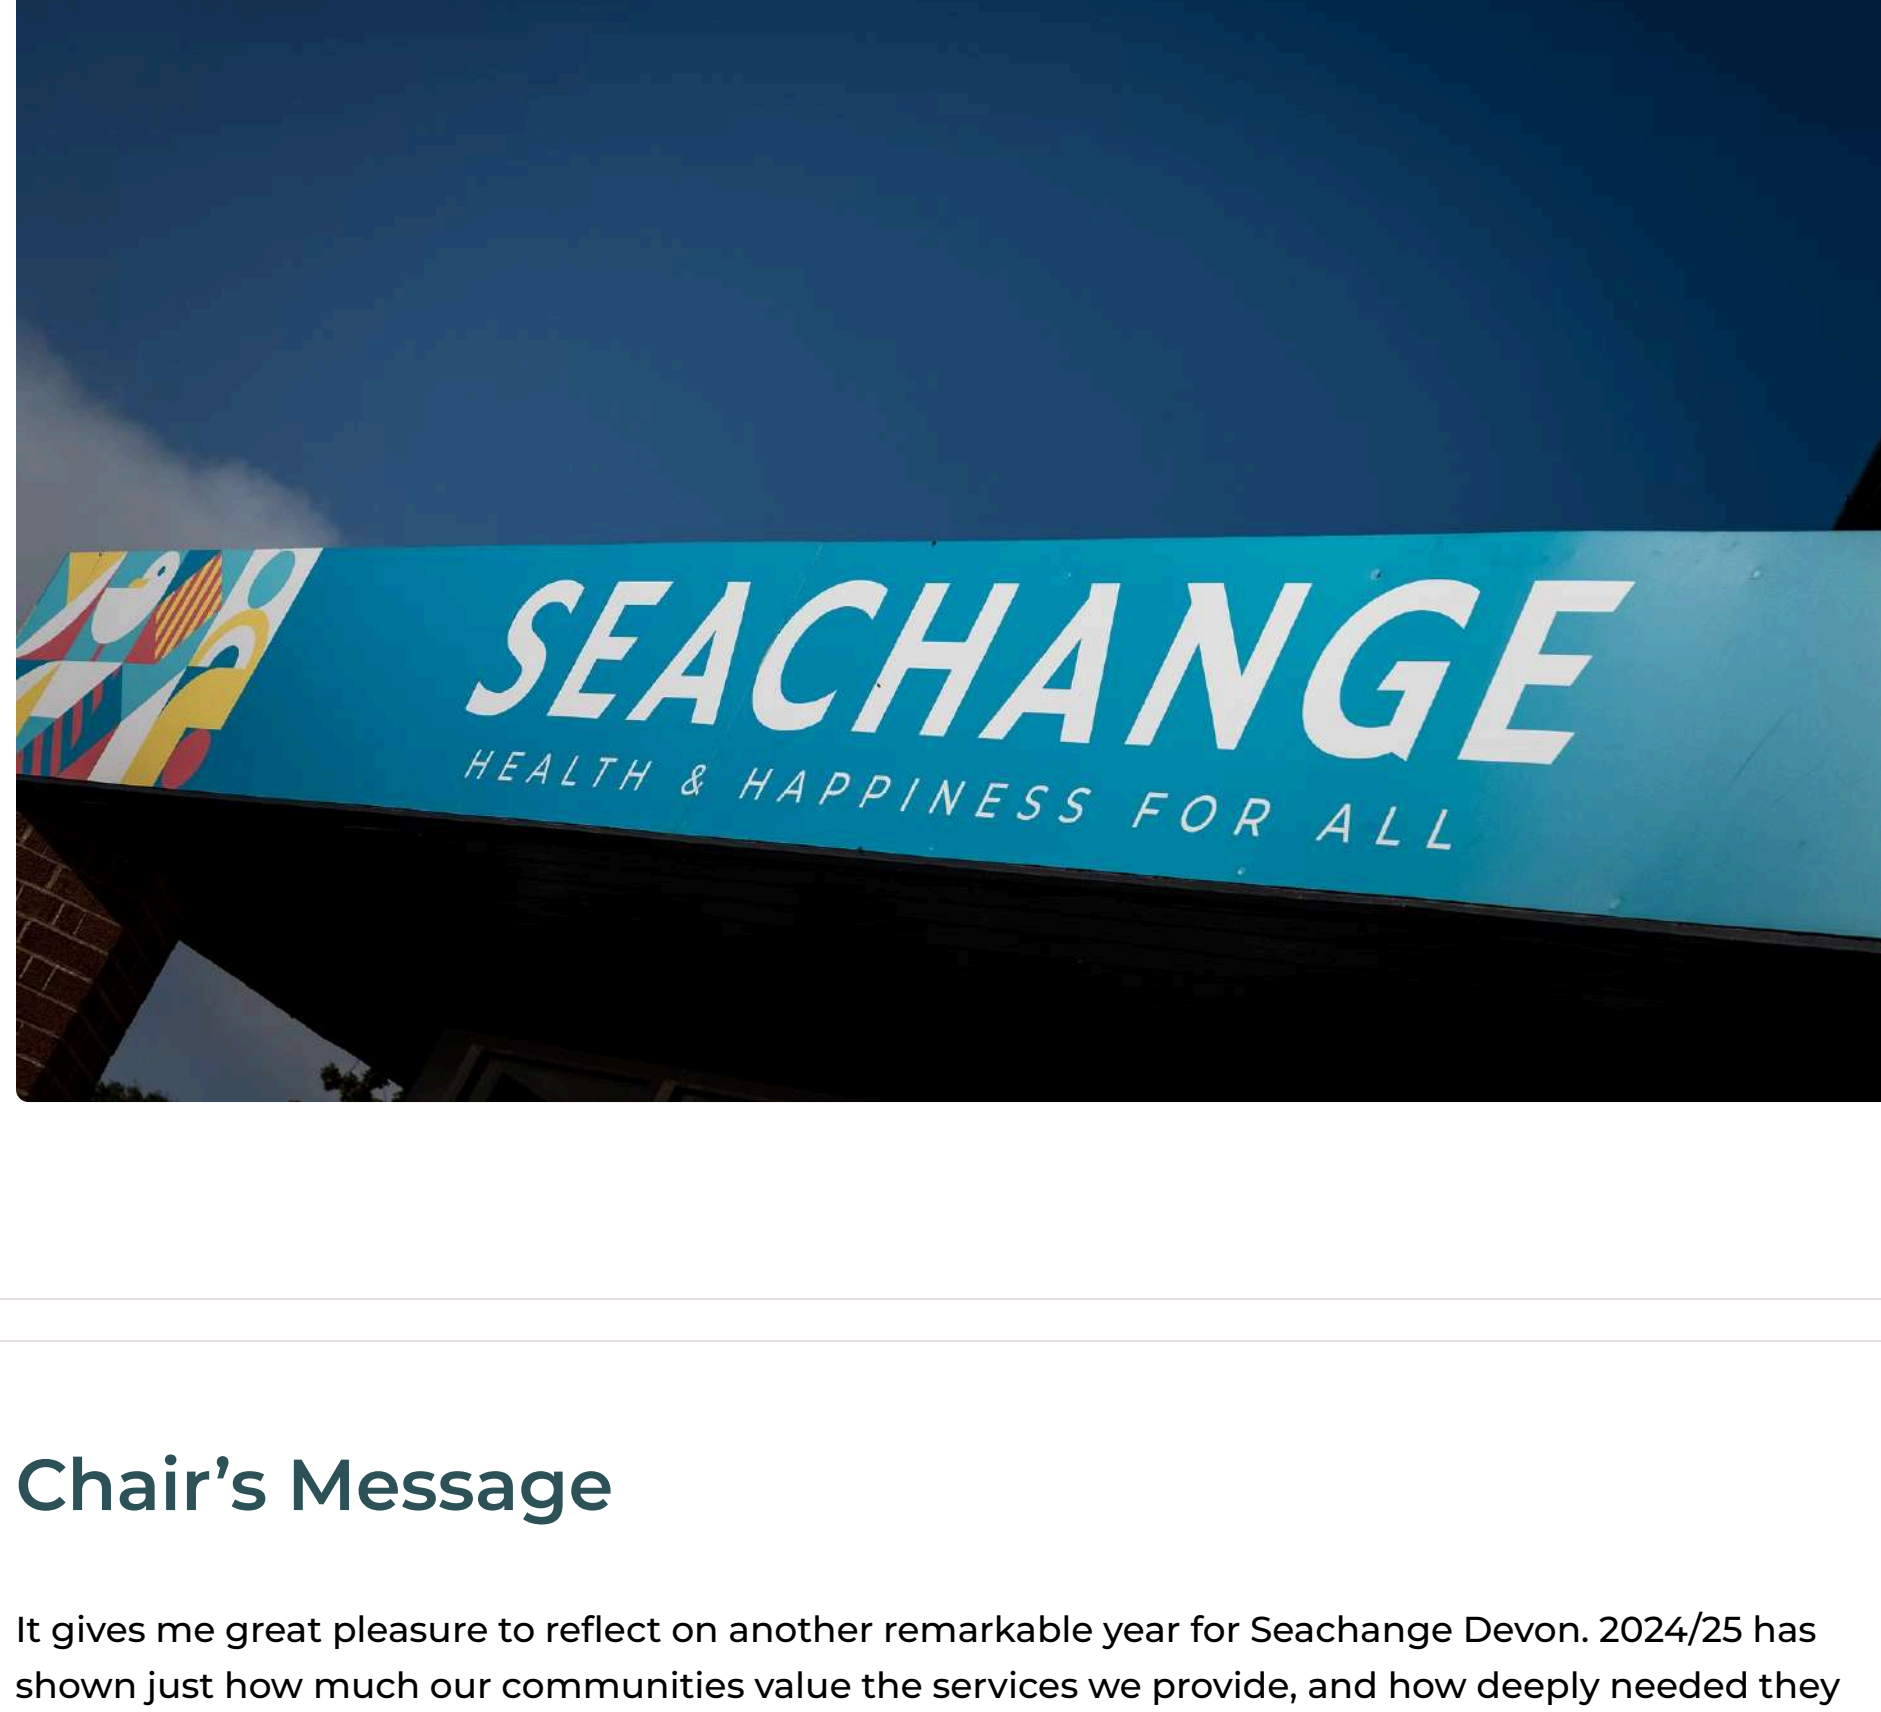 SEACHANGE
HEALTH & HAPPINESS FOR ALL
Chair’s Message
It gives me great pleasure to reflect on another remarkable year for Seachange Devon. 2024/25 has
shown just how much our communities value the services we provide, and how deeply needed they